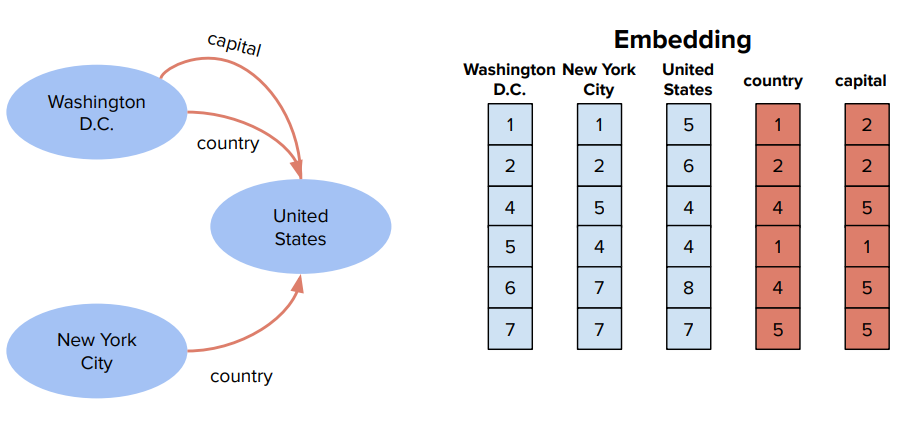 capital
Washington
D.C.
country
United
States
New York
City
country
Embedding
Washington New York United country capital
D.C. City States
1 1 5 1 2
2 2 6 2 2
4 5 4 4 5
5 4 4 1 1
6 7 8 4 5
7 7 7 5 5